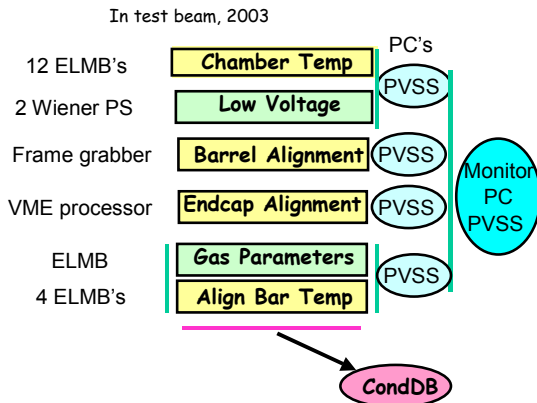 In test beam, 2003
PC's
12 ELMB's
Chamber Temp
PVSS
2 Wiener PS
Low Voltage
Frame grabber
Barrel Alignment
PVSS
Monitor
PC
PVSS
VME processor
Endcap Alignment
PVSS
ELMB
Gas Parameters
PVSS
4 ELMB's
Align Bar Temp
CondDB